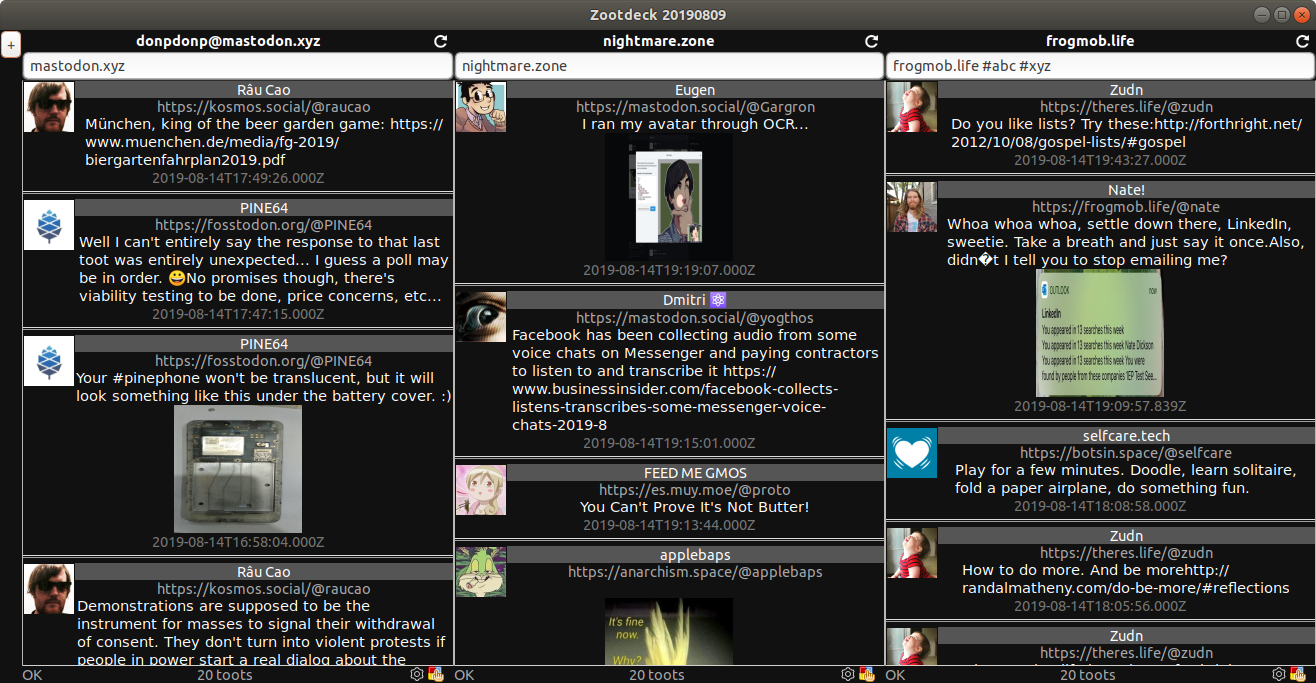 Zootdeck 20190809
+
donpdonp@mastodon.xyz
mastodon.xyz
Râu Cao
https://kosmos.social/@raucao
München, king of the beer garden game: https://
www.muenchen.de/media/fg-2019/
biergartenfahrplan2019.pdf
2019-08-14T17:49:26.000Z
PINE64
https://fosstodon.org/@PINE64
Well I can't entirely say the response to that last
toot was entirely unexpected... I guess a poll may
be in order. 😀No promises though, there's
viability testing to be done, price concerns, etc...
2019-08-14T17:47:15.000Z
PINE64
https://fosstodon.org/@PINE64
Your #pinephone won't be translucent, but it will
look something like this under the battery cover. :)
2019-08-14T16:58:04.000Z
Râu Cao
https://kosmos.social/@raucao
Demonstrations are supposed to be the
instrument for masses to signal their withdrawal
of consent. They don't turn into violent protests if
people in power start a real dialog about the
OK
20 toots
nightmare.zone
nightmare.zone
Eugen
https://mastodon.social/@Gargron
I ran my avatar through OCR...
2019-08-14T19:19:07.000Z
Dmitri ⚛
https://mastodon.social/@yogthos
Facebook has been collecting audio from some
voice chats on Messenger and paying contractors
to listen to and transcribe it https://
www.businessinsider.com/facebook-collects-
listens-transcribes-some-messenger-voice-
chats-2019-8
2019-08-14T19:15:01.000Z
FEED ME GMOS
https://es.muy.moe/@proto
You Can't Prove It's Not Butter!
2019-08-14T19:13:44.000Z
applebaps
https://anarchism.space/@applebaps
It's fine
now.
Why?
OK
20 toots
frogmob.life
frogmob.life #abc #xyz
Zudn
https://theres.life/@zudn
Do you like lists? Try these:http://forthright.net/
2012/10/08/gospel-lists/#gospel
2019-08-14T19:43:27.000Z
Nate!
https://frogmob.life/@nate
Whoa whoa whoa, settle down there, LinkedIn,
sweetie. Take a breath and just say it once.Also,
didn�t I tell you to stop emailing me?
OUTLOOK now
LinkedIn
You appeared in 13 searches this week
You appeared in 13 searches this week Nate Dickson
You appeared in 13 searches this week You were
found by people from these companies 1EP Test See...
2019-08-14T19:09:57.839Z
selfcare.tech
https://botsin.space/@selfcare
Play for a few minutes. Doodle, learn solitaire,
fold a paper airplane, do something fun.
2019-08-14T18:08:58.000Z
Zudn
https://theres.life/@zudn
How to do more. And be morehttp://
randalmatheny.com/do-be-more/#reflections
2019-08-14T18:05:56.000Z
Zudn
https://theres.life/@zudn
OK
20 toots